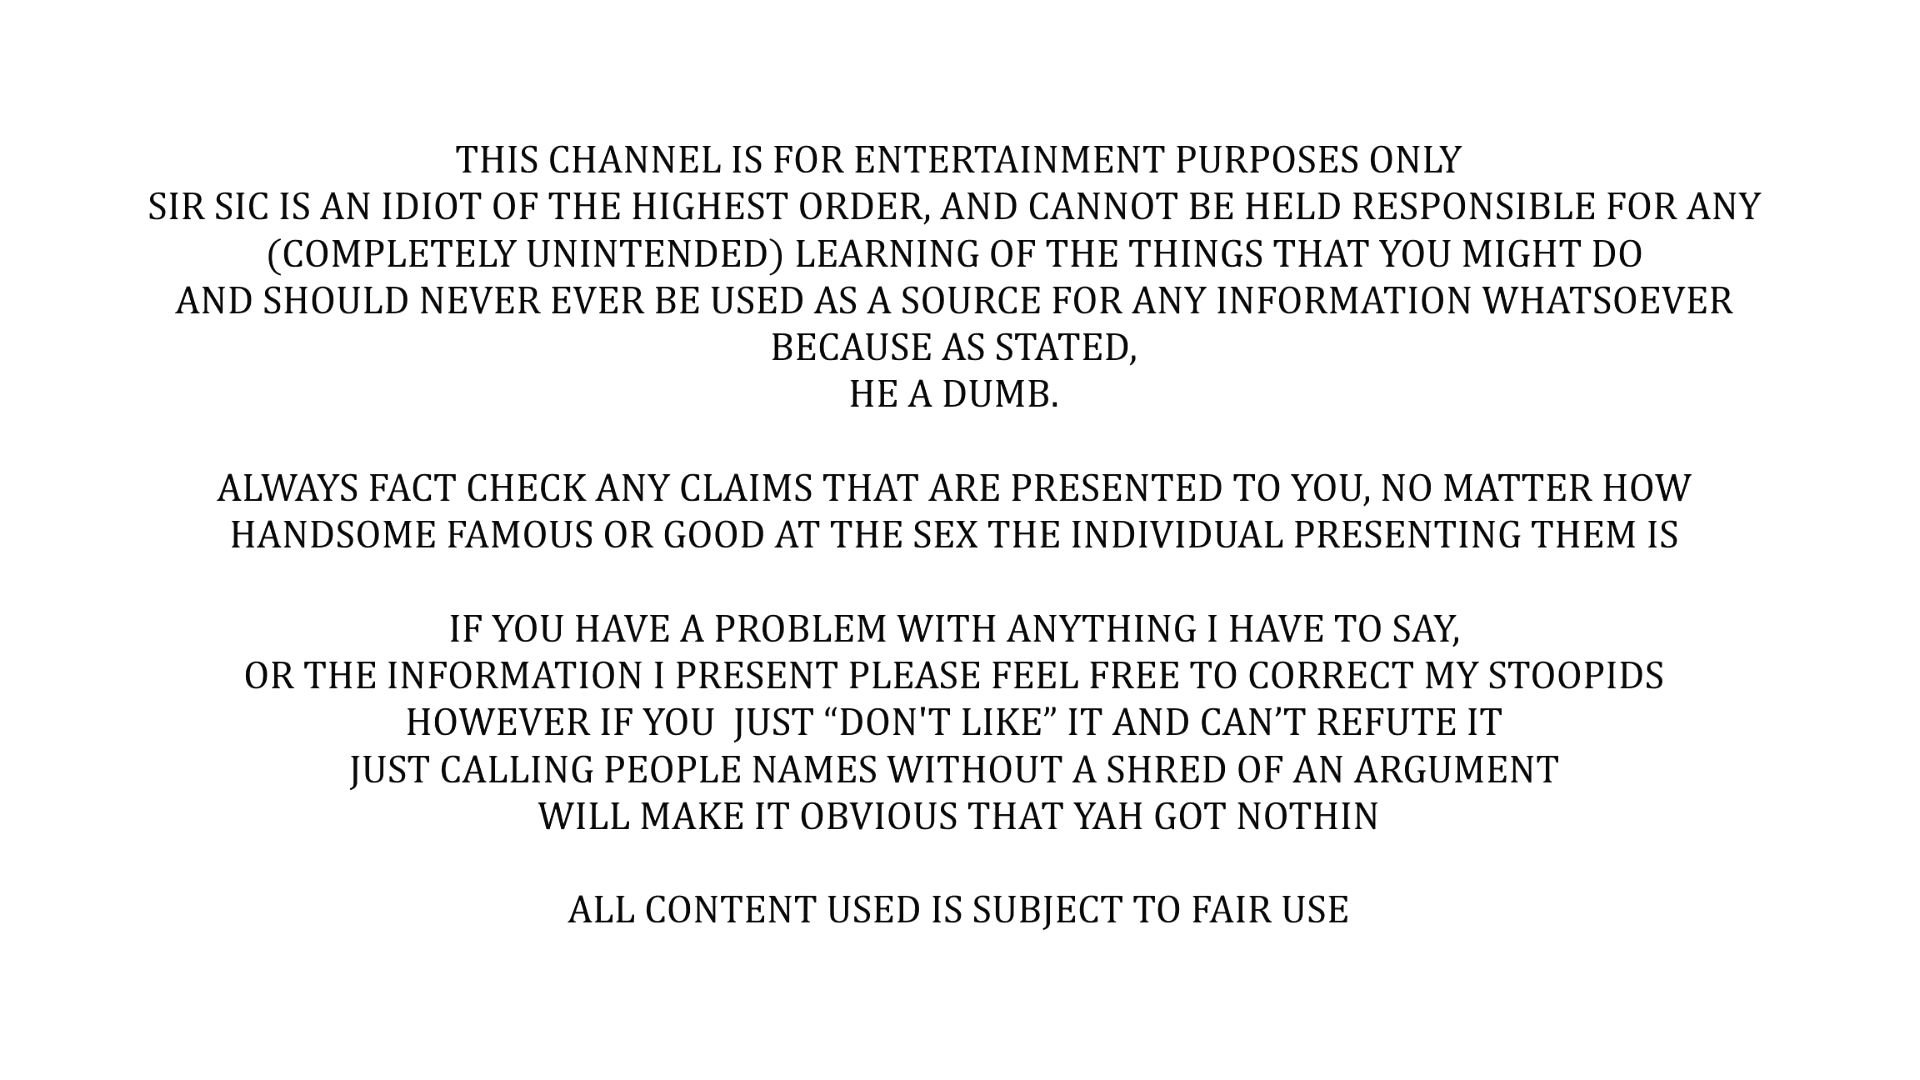 THIS CHANNEL IS FOR ENTERTAINMENT PURPOSES ONLY
SIR SIC IS AN IDIOT OF THE HIGHEST ORDER, AND CANNOT BE HELD RESPONSIBLE FOR ANY
(COMPLETELY UNINTENDED) LEARNING OF THE THINGS THAT YOU MIGHT DO
AND SHOULD NEVER EVER BE USED AS A SOURCE FOR ANY INFORMATION WHATSOEVER
BECAUSE AS STATED,
HE A DUMB.
ALWAYS FACT CHECK ANY CLAIMS THAT ARE PRESENTED TO YOU, NO MATTER HOW
HANDSOME FAMOUS OR GOOD AT THE SEX THE INDIVIDUAL PRESENTING THEM IS
IF YOU HAVE A PROBLEM WITH ANYTHING I HAVE TO SAY,
OR THE INFORMATION I PRESENT PLEASE FEEL FREE TO CORRECT MY STOOPIDS
HOWEVER IF YOU  JUST “DON'T LIKE” IT AND CAN’T REFUTE IT
JUST CALLING PEOPLE NAMES WITHOUT A SHRED OF AN ARGUMENT
WILL MAKE IT OBVIOUS THAT YAH GOT NOTHIN
ALL CONTENT USED IS SUBJECT TO FAIR USE